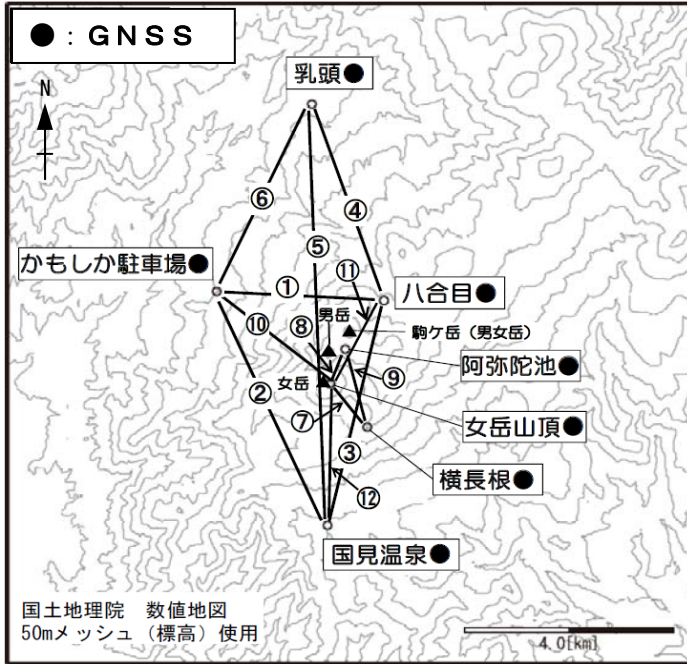 ●:GNSS
乳頭●
N
⑥
④
⑤
かもしか駐車場●
⑪
①
八合目●
男岳
⑩
⑧
駒ケ岳(男女岳)
阿弥陀池●
女岳
⑨
②
⑦
女岳山頂●
③
横長根●
⑫
国見温泉●
国土地理院 数値地図
50mメッシュ(標高)使用
4.0[km]